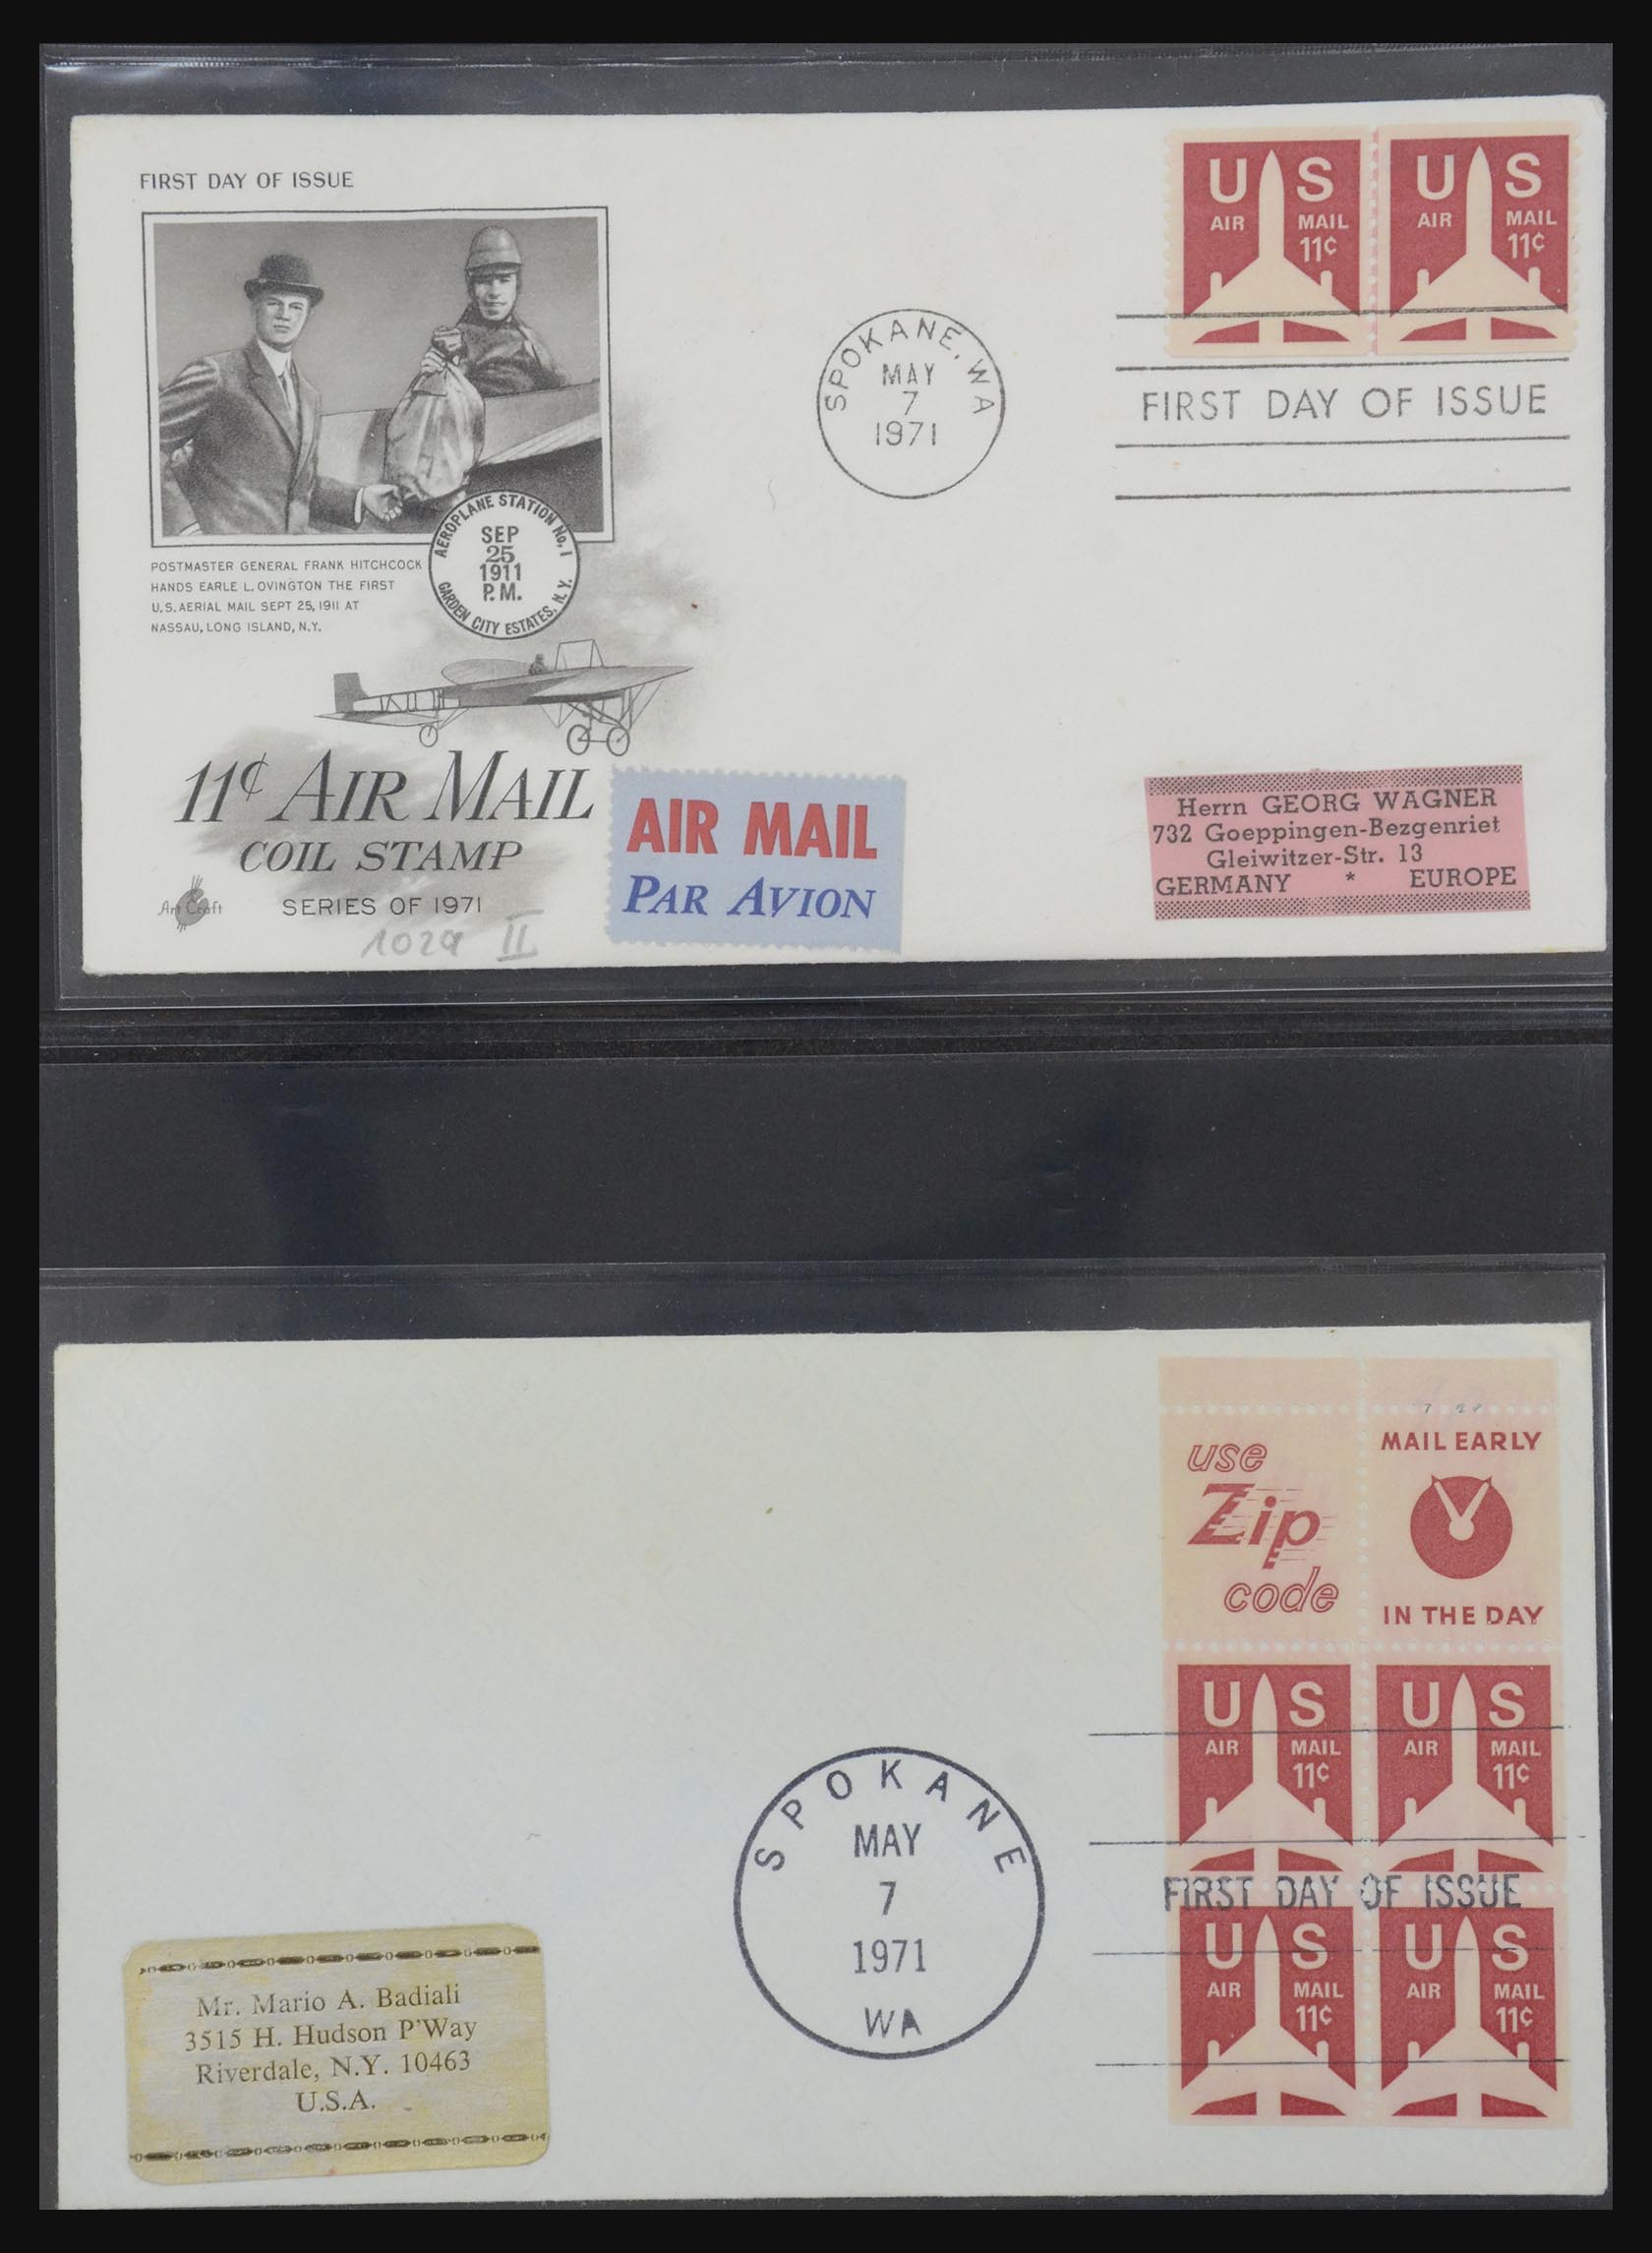 FIRST DAY OF ISSUE
U S
AIR MAIL
11¢
U S
AIR MAIL
11¢
SPOKANE, WA
MAY
7
1971
FIRST DAY OF ISSUE
AEROPLANE STATION No. 1
SEP
25
1911
P.M.
GARDEN CITY ESTATES, N.Y.
POSTMASTER GENERAL FRANK HITCHCOCK
HANDS EARLE L. OVINGTON THE FIRST
U.S. AERIAL MAIL SEPT 25, 1911 AT
NASSAU, LONG ISLAND, N.Y.
11¢ AIR MAIL
COIL STAMP
SERIES OF 1971
ArtCraft
1029 II
AIR MAIL
PAR AVION
Herrn GEORG WAGNER
732 Goeppingen-Bezgenriet
Gleiwitzer-Str. 13
GERMANY * EUROPE
use
Zip
code
MAIL EARLY
IN THE DAY
U S
AIR MAIL
11¢
U S
AIR MAIL
11¢
SPOKANE
MAY
7
1971
WA
FIRST DAY OF ISSUE
U S
AIR MAIL
11¢
U S
AIR MAIL
11¢
Mr. Mario A. Badiali
3515 H. Hudson P'Way
Riverdale, N.Y. 10463
U.S.A.